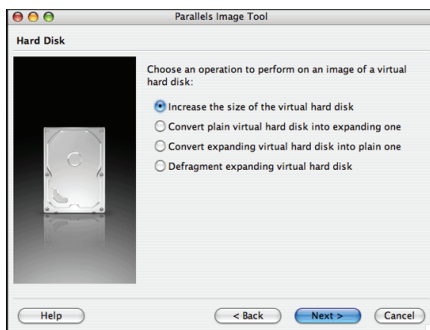 Parallels Image Tool
Hard Disk
Choose an operation to perform on an image of a virtual
hard disk:
Increase the size of the virtual hard disk
Convert plain virtual hard disk into expanding one
Convert expanding virtual hard disk into plain one
Defragment expanding virtual hard disk
Help
< Back
Next >
Cancel